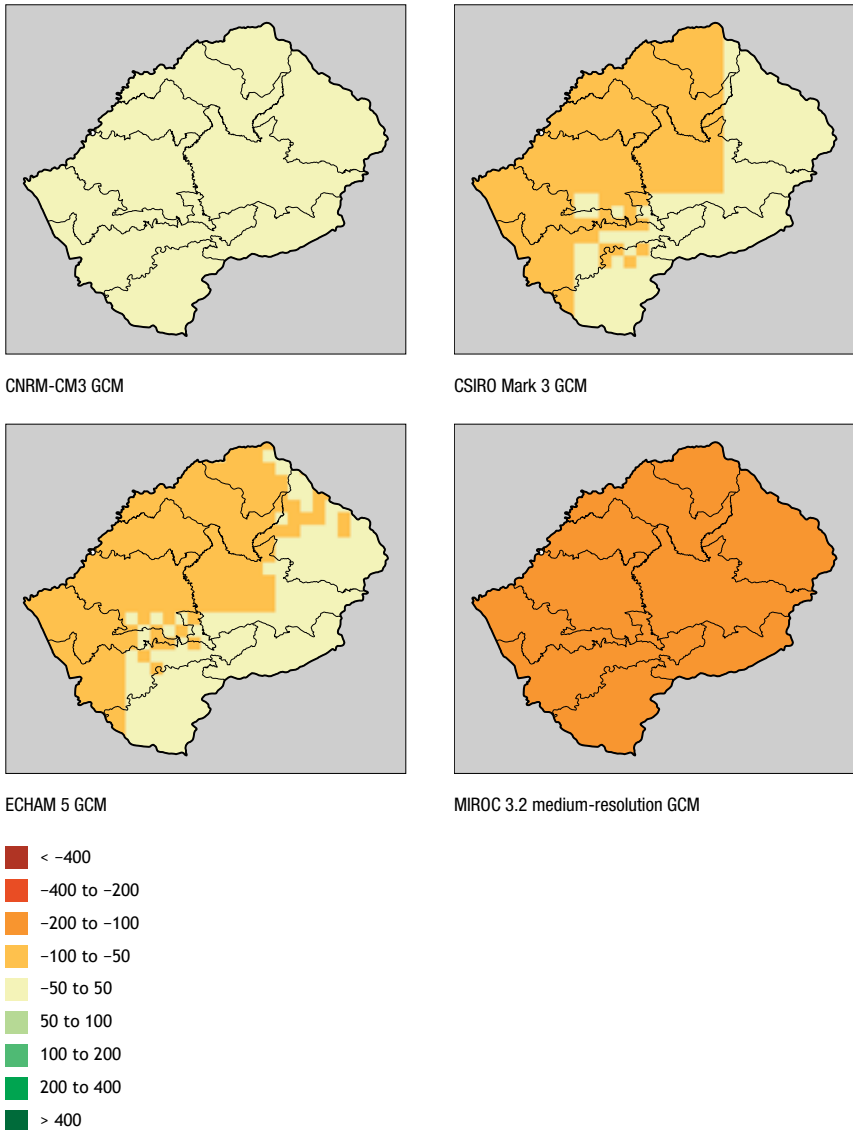 CNRM-CM3 GCM
CSIRO Mark 3 GCM
ECHAM 5 GCM
MIROC 3.2 medium-resolution GCM
< −400
−400 to −200
−200 to −100
−100 to −50
−50 to 50
50 to 100
100 to 200
200 to 400
> 400